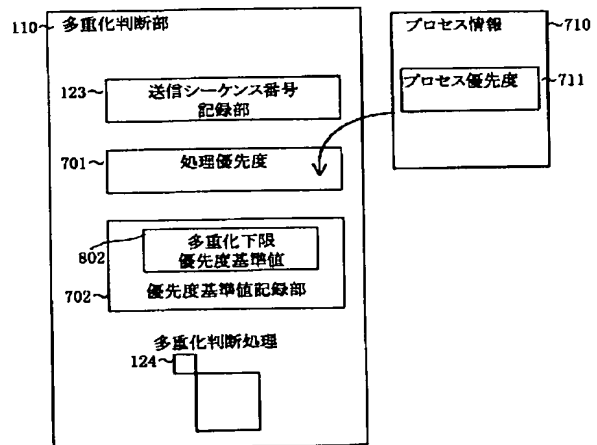 110 多重化判断部
123 送信シーケンス番号
記録部
701 処理優先度
802 多重化下限
優先度基準値
702 優先度基準値記録部
多重化判断処理
124
プロセス情報 710
プロセス優先度 711